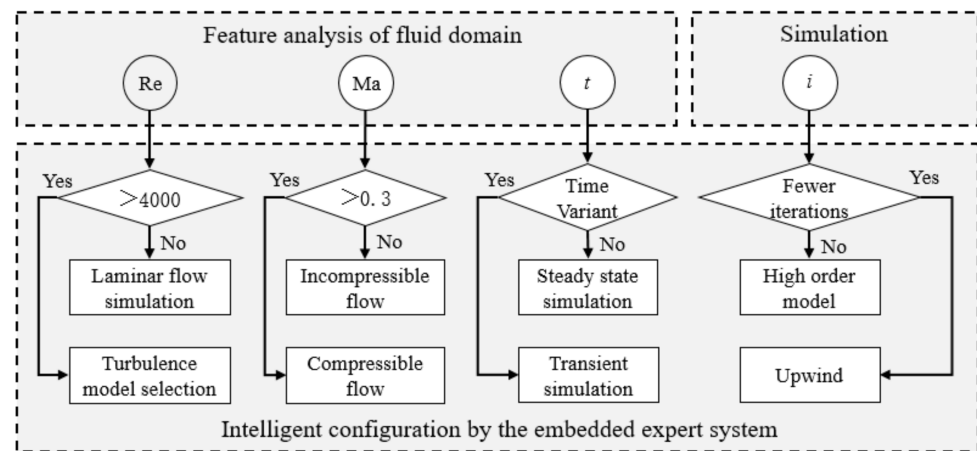 Feature analysis of fluid domain
Simulation
Re
Ma
t
i
Yes
>4000
No
Laminar flow
simulation
Turbulence
model selection
Yes
>0.3
No
Incompressible
flow
Compressible
flow
Yes
Time
Variant
No
Steady state
simulation
Transient
simulation
Fewer
iterations
Yes
No
High order
model
Upwind
Intelligent configuration by the embedded expert system